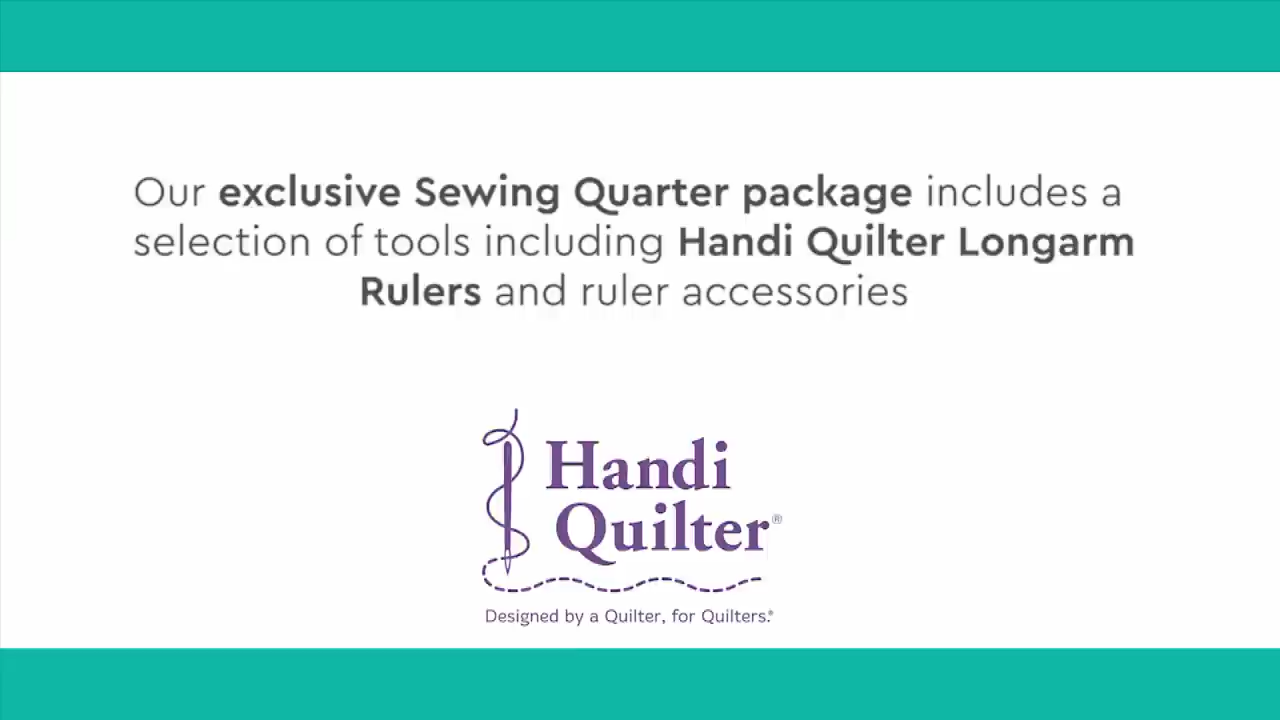 Our exclusive Sewing Quarter package includes a
selection of tools including Handi Quilter Longarm
Rulers and ruler accessories
Handi
Quilter®
Designed by a Quilter, for Quilters.®